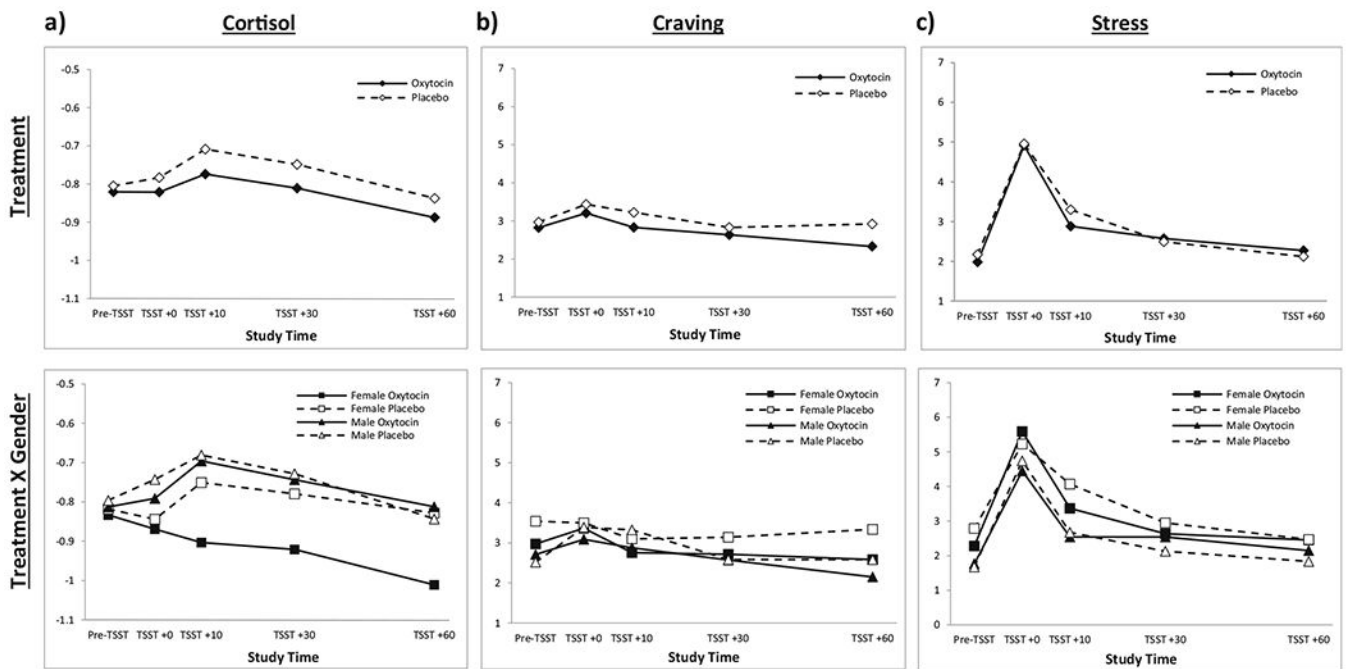 a) Cortisol
b) Craving
c) Stress
Treatment
-0.5
-0.6
-0.7
-0.8
-0.9
-1
-1.1
Oxytocin
Placebo
Pre-TSST TSST +0 TSST +10 TSST +30 TSST +60
Study Time
7
6
5
4
3
2
1
Oxytocin
Placebo
Pre-TSST TSST +0 TSST +10 TSST +30 TSST +60
Study Time
7
6
5
4
3
2
1
Oxytocin
Placebo
Pre-TSST TSST +0 TSST +10 TSST +30 TSST +60
Study Time
Treatment X Gender
-0.5
-0.6
-0.7
-0.8
-0.9
-1
-1.1
Female Oxytocin
Female Placebo
Male Oxytocin
Male Placebo
Pre-TSST TSST +0 TSST +10 TSST +30 TSST +60
Study Time
7
6
5
4
3
2
1
Female Oxytocin
Female Placebo
Male Oxytocin
Male Placebo
Pre-TSST TSST +0 TSST +10 TSST +30 TSST +60
Study Time
7
6
5
4
3
2
1
0
Female Oxytocin
Female Placebo
Male Oxytocin
Male Placebo
Pre-TSST TSST +0 TSST +10 TSST +30 TSST +60
Study Time